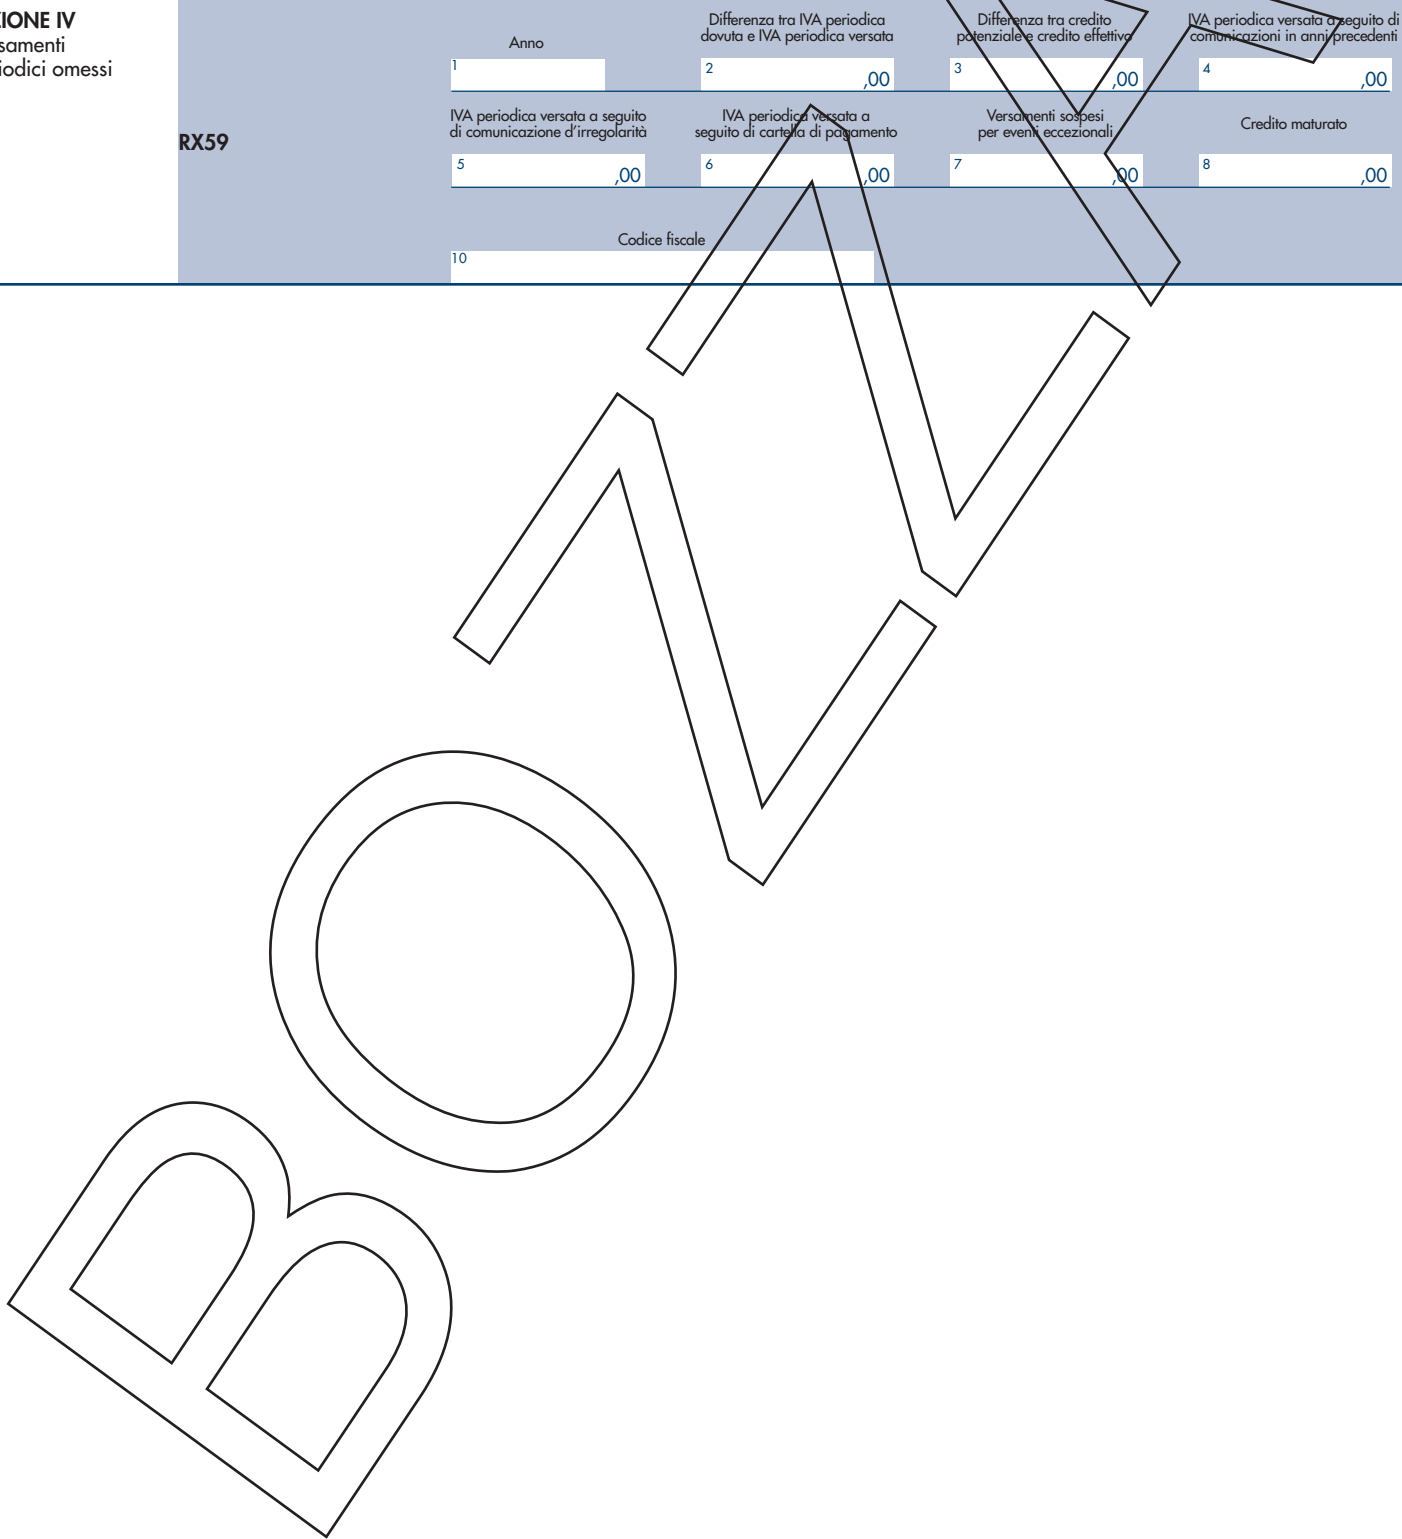 ZIONE IV
samenti
iodici omessi
RX59
Anno
1
Differenza tra IVA periodica
dovuta e IVA periodica versata
2 ,00
Differenza tra credito
potenziale e credito effettivo
3 ,00
IVA periodica versata a seguito di
comunicazioni in anni precedenti
4 ,00
IVA periodica versata a seguito
di comunicazione d’irregolarità
5 ,00
IVA periodica versata a
seguito di cartella di pagamento
6 ,00
Versamenti sospesi
per eventi eccezionali
7 ,00
Credito maturato
8 ,00
Codice fiscale
10
BOZZ